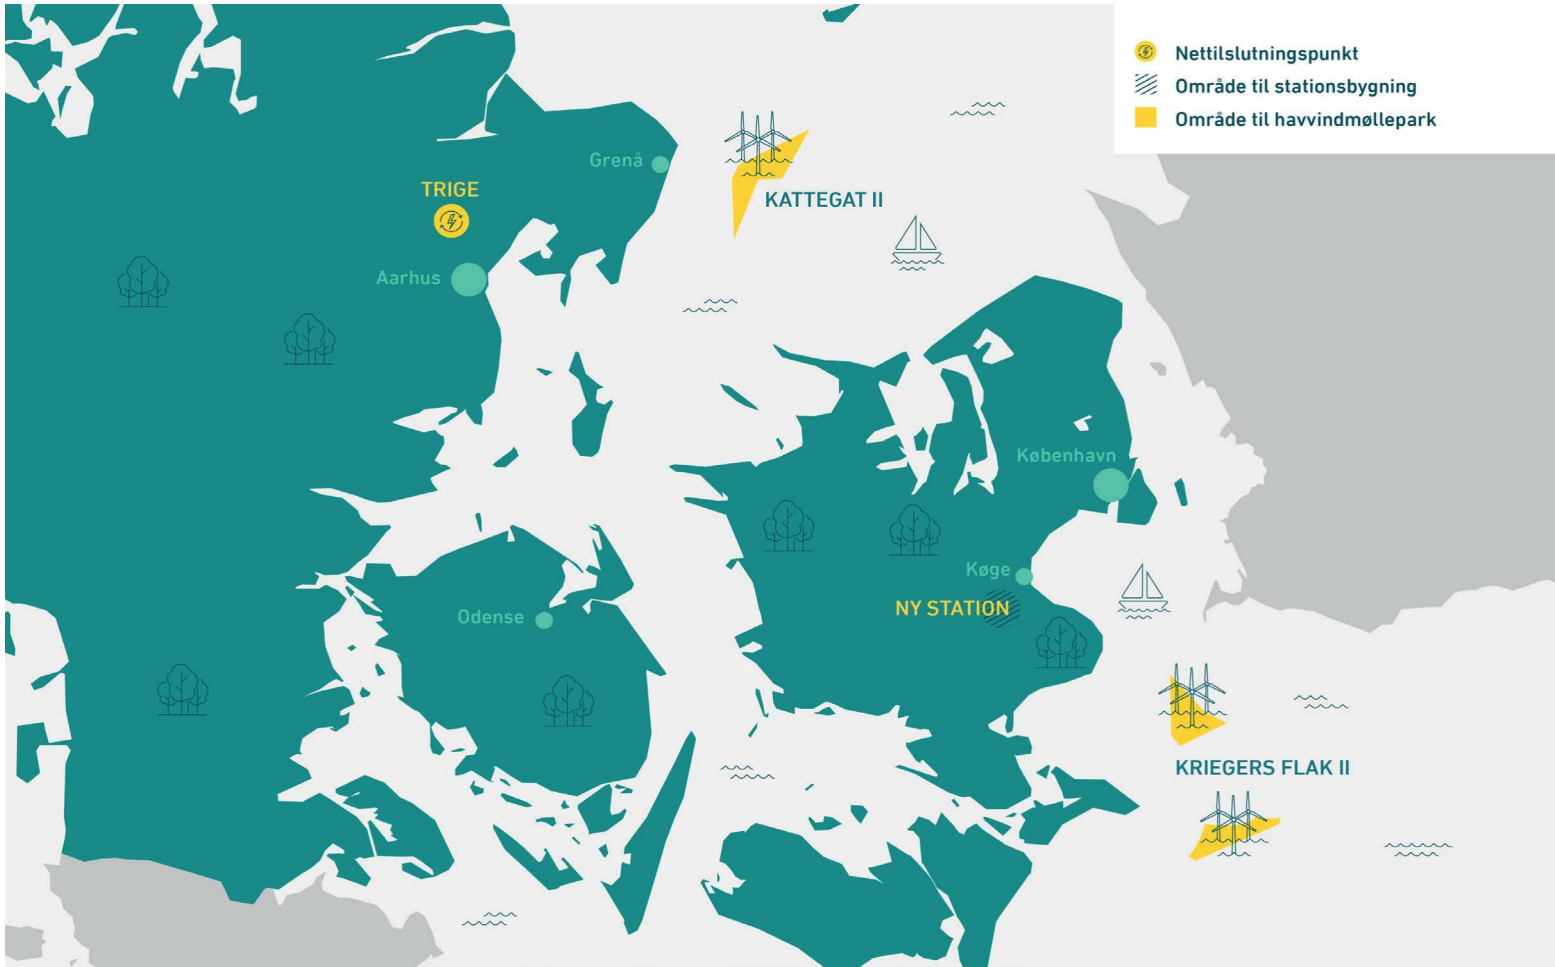 Nettilslutningspunkt
Område til stationsbygning
Område til havvindmøllepark
Grenå
TRIGE
KATTEGAT II
Aarhus
København
Køge
NY STATION
Odense
KRIEGERS FLAK II